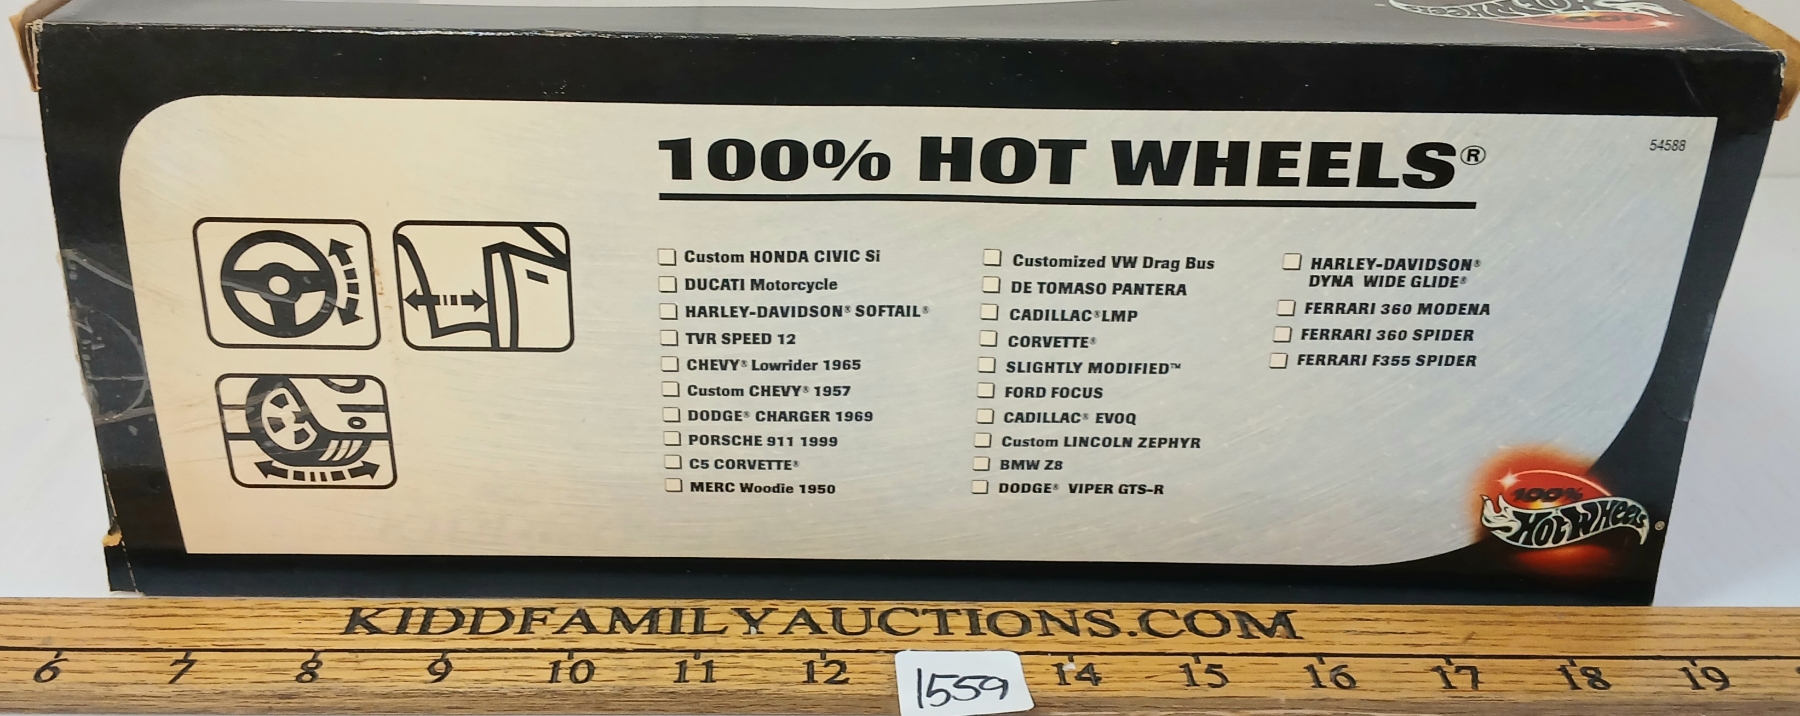 100% HOT WHEELS
100% HOT WHEELS®
54588
Custom HONDA CIVIC Si
DUCATI Motorcycle
HARLEY-DAVIDSON® SOFTAIL®
TVR SPEED 12
CHEVY® Lowrider 1965
Custom CHEVY® 1957
DODGE® CHARGER 1969
PORSCHE 911 1999
C5 CORVETTE®
MERC Woodie 1950
Customized VW Drag Bus
DE TOMASO PANTERA
CADILLAC® LMP
CORVETTE®
SLIGHTLY MODIFIED™
FORD FOCUS
CADILLAC® EVOQ
Custom LINCOLN ZEPHYR
BMW Z8
DODGE® VIPER GTS-R
HARLEY-DAVIDSON®
DYNA WIDE GLIDE®
FERRARI 360 MODENA
FERRARI 360 SPIDER
FERRARI F355 SPIDER
100%
HOT WHEELS®
KIDDFAMILYAUCTIONS.COM
6 7 8 9 10 11 12 14 15 16 17 18 19
1559